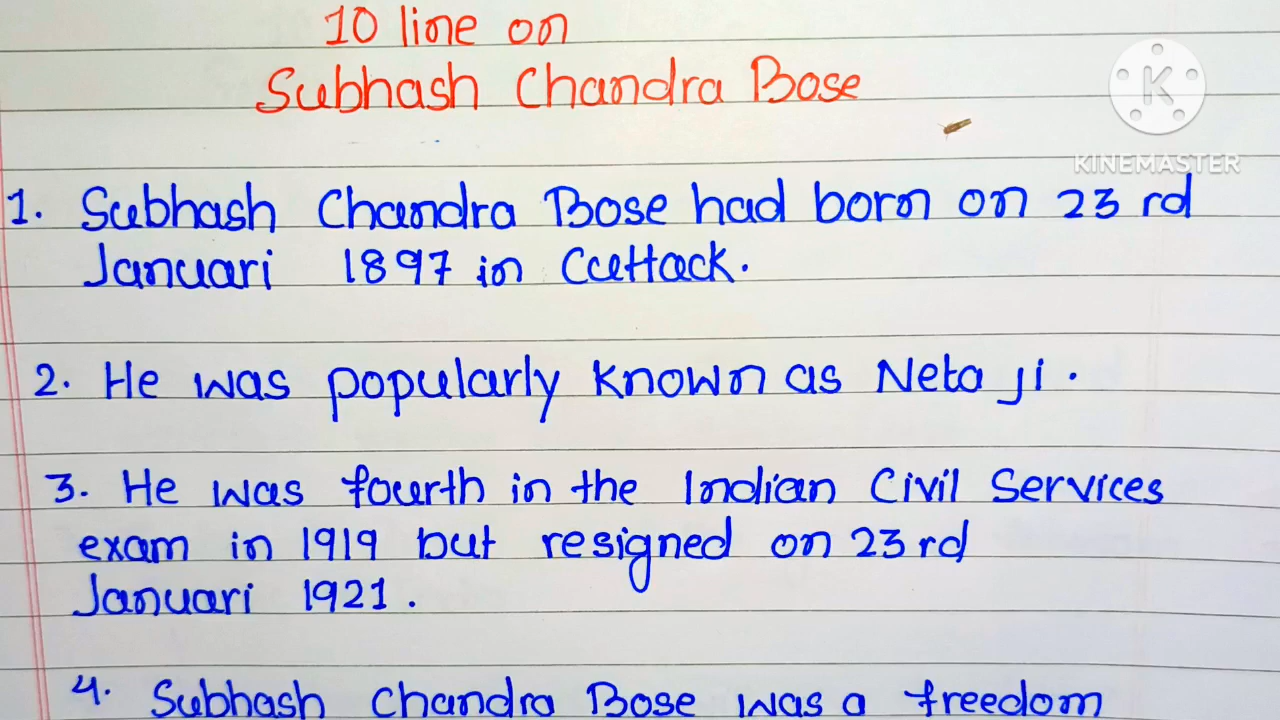 10 line on
Subhash Chandra Bose
K
KINEMASTER
1. Subhash Chandra Bose had born on 23 rd
Januari 1897 in Cuttack.
2. He was popularly known as Neta ji.
3. He was fourth in the Indian Civil Services
exam in 1919 but resigned on 23 rd
Januari 1921.
4. Subhash Chandra Bose was a freedom